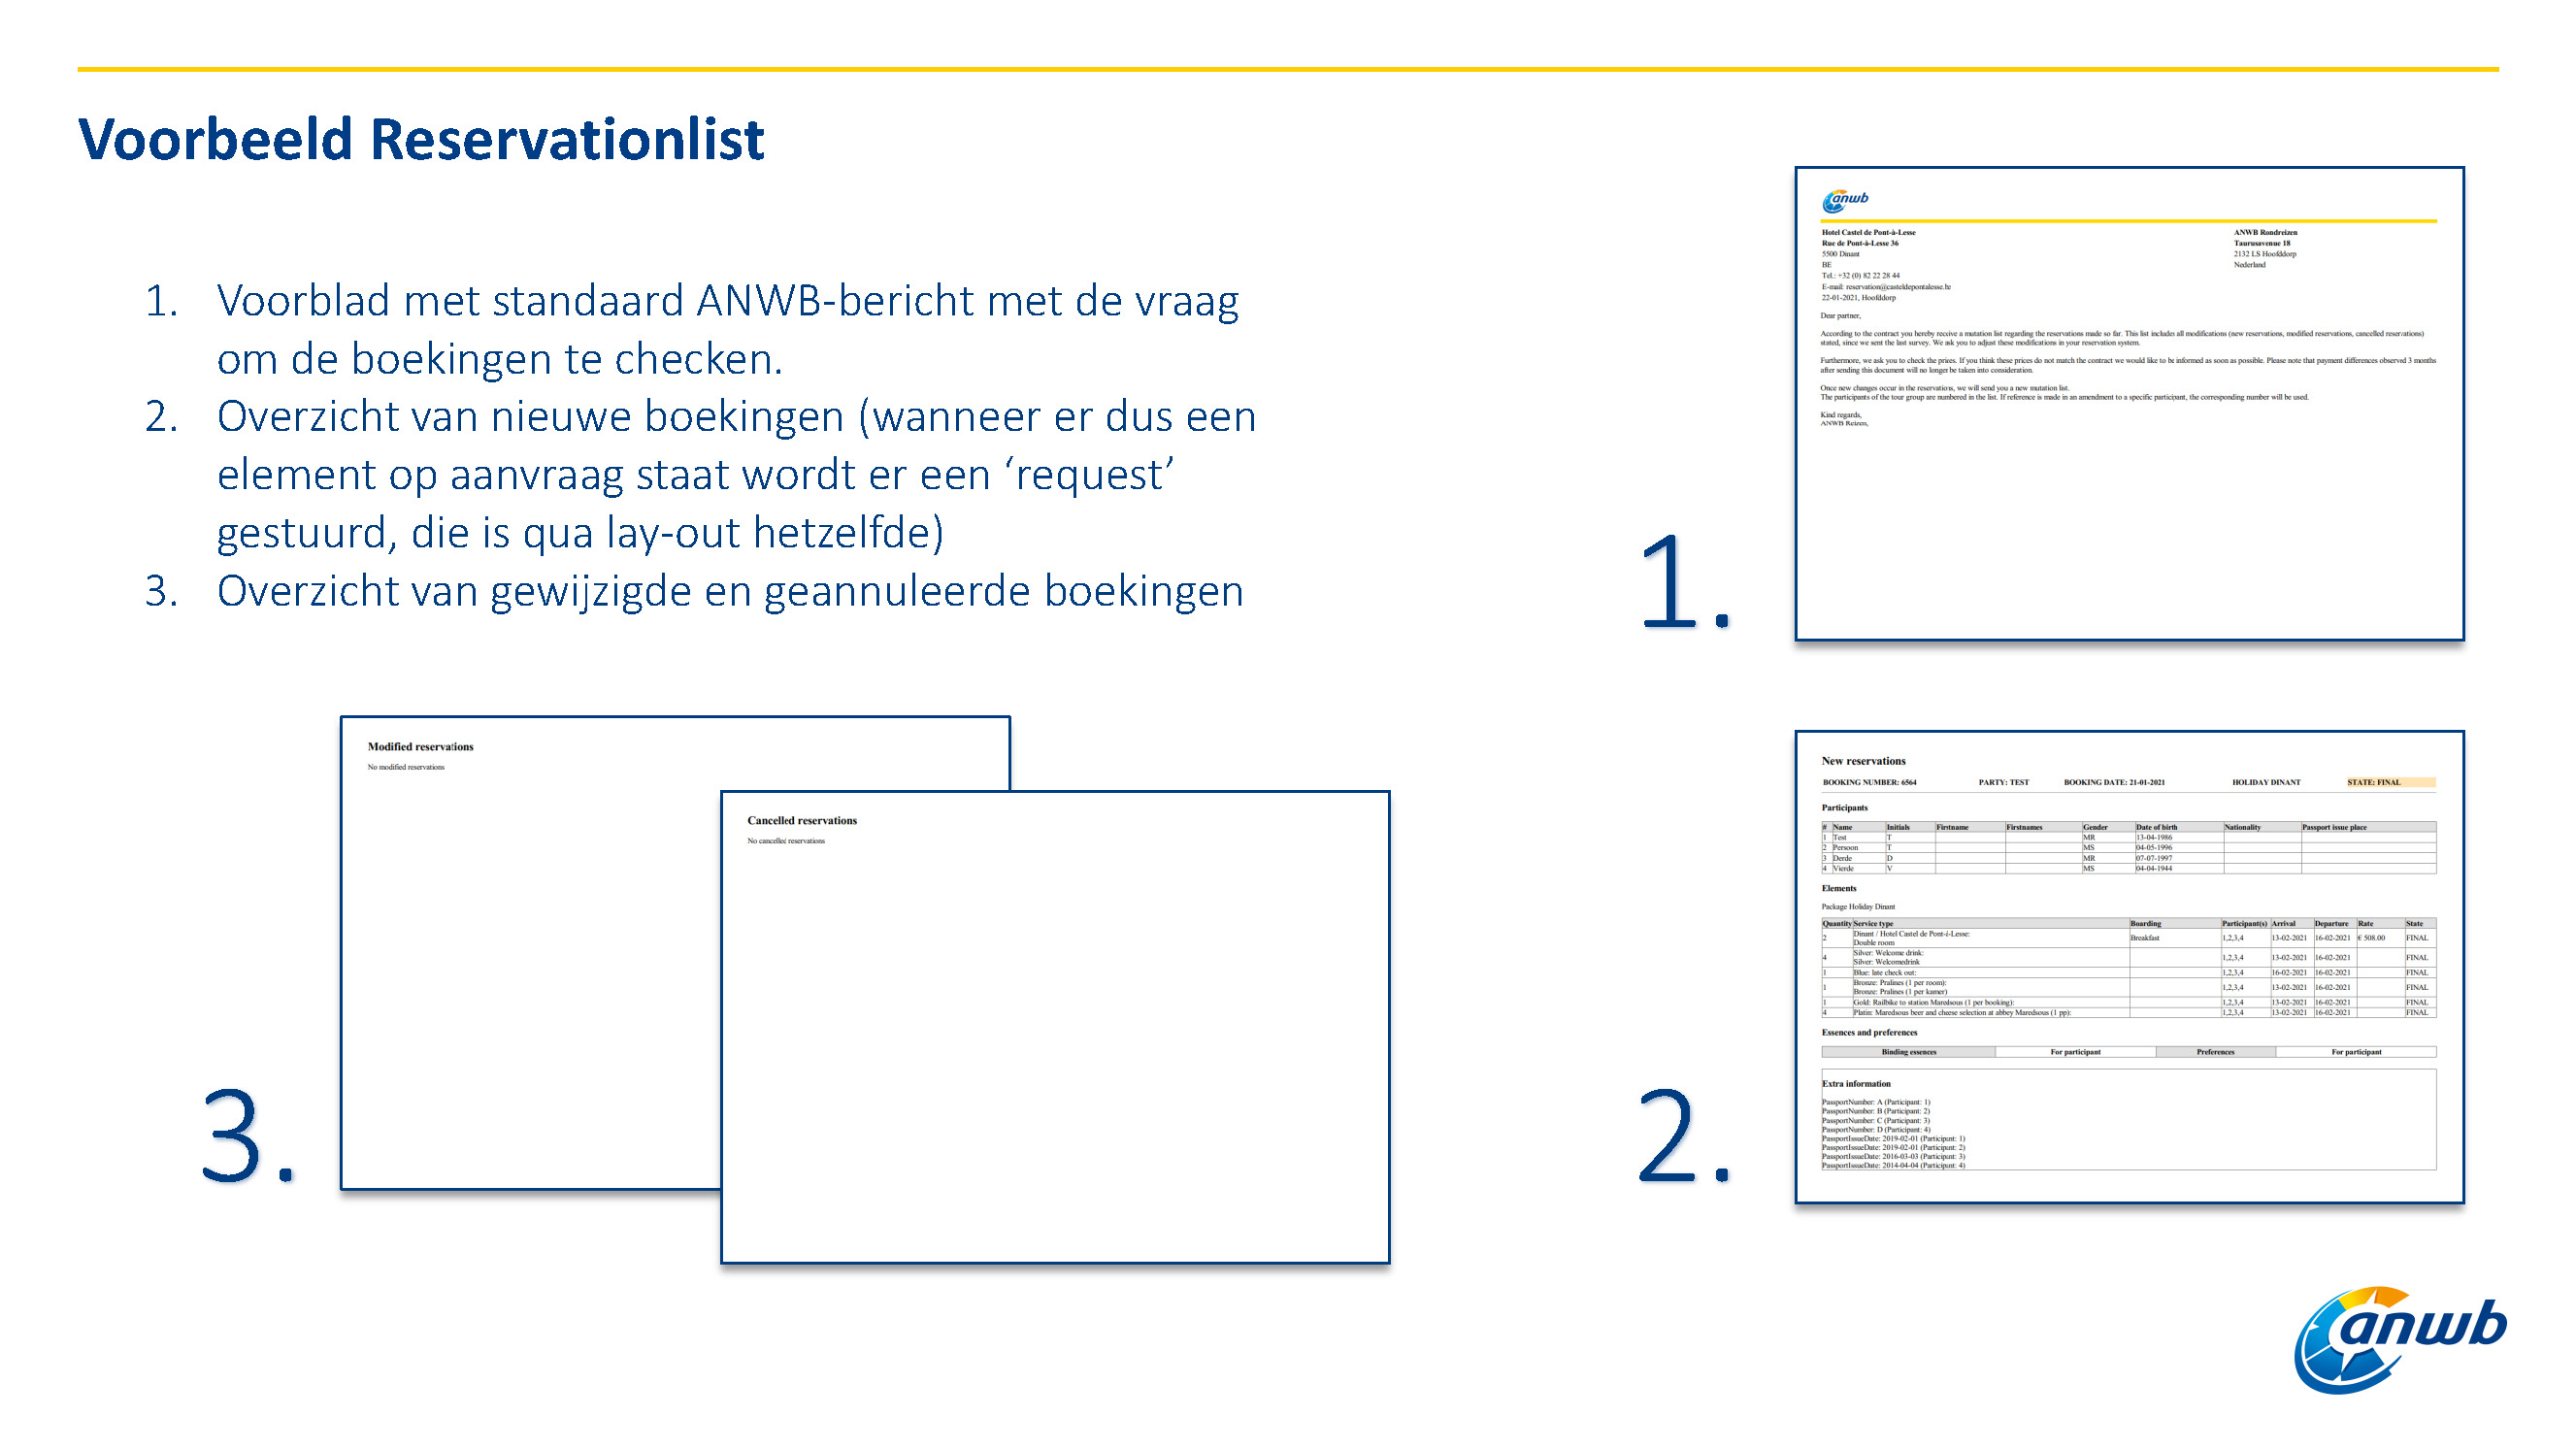 Voorbeeld Reservationlist
1. Voorblad met standaard ANWB-bericht met de vraag
om de boekingen te checken.
2. Overzicht van nieuwe boekingen (wanneer er dus een
element op aanvraag staat wordt er een ‘request’
gestuurd, die is qua lay-out hetzelfde)
3. Overzicht van gewijzigde en geannuleerde boekingen
1.
anwb
Hotel Castel de Pont-à-Lesse ANWB Rondreizen
Rue de Pont-à-Lesse 36 Taurusavenue 18
5500 Dinant 2132 LS Hoofddorp
BE Nederland
Tel.: +32 (0) 82 22 28 44
E-mail: reservation@casteldepontalesse.be
22-01-2021, Hoofddorp
Dear partner,
According to the contract you hereby receive a mutation list regarding the reservations made so far. This list includes all modifications (new reservations, modified reservations, cancelled reservations)
stated, since we sent the last survey. We ask you to adjust these modifications in your reservation system.
Furthermore, we ask you to check the prices. If you think these prices do not match the contract we would like to be informed as soon as possible. Please note that payment differences observed 3 months
after sending this document will no longer be taken into consideration.
Once new changes occur in the reservations, we will send you a new mutation list.
The participants of the tour group are numbered in the list. If reference is made in an amendment to a specific participant, the corresponding number will be used.
Kind regards,
ANWB Reizen,
3.
Modified reservations
No modified reservations
Cancelled reservations
No cancelled reservations
2.
New reservations
BOOKING NUMBER: 6564 PARTY: TEST BOOKING DATE: 21-01-2021 HOLIDAY DINANT STATE: FINAL
Participants
# Name Initials Firstname Firstnames Gender Date of birth Nationality Passport issue place
1 Test T MR 13-04-1986
2 Persoon T MS 04-05-1996
3 Derde D MR 07-07-1997
4 Vierde V MS 04-04-1944
Elements
Package Holiday Dinant
Quantity Service type Boarding Participant(s) Arrival Departure Rate State
2 Dinant / Hotel Castel de Pont-à-Lesse: Breakfast 1,2,3,4 13-02-2021 16-02-2021 € 508.00 FINAL
Double room
4 Silver: Welcome drink: 1,2,3,4 13-02-2021 16-02-2021 FINAL
Silver: Welcomedrink
1 Blue: late check out: 1,2,3,4 16-02-2021 16-02-2021 FINAL
1 Bronze: Pralines (1 per room): 1,2,3,4 13-02-2021 16-02-2021 FINAL
Bronze: Pralines (1 per kamer)
1 Gold: Railbike to station Maredsous (1 per booking): 1,2,3,4 13-02-2021 16-02-2021 FINAL
4 Platin: Maredsous beer and cheese selection at abbey Maredsous (1 pp): 1,2,3,4 13-02-2021 16-02-2021 FINAL
Essences and preferences
Binding essences For participant Preferences For participant
Extra information
PassportNumber: A (Participant: 1)
PassportNumber: B (Participant: 2)
PassportNumber: C (Participant: 3)
PassportNumber: D (Participant: 4)
PassportIssueDate: 2019-02-01 (Participant: 1)
PassportIssueDate: 2019-02-01 (Participant: 2)
PassportIssueDate: 2016-03-03 (Participant: 3)
PassportIssueDate: 2014-04-04 (Participant: 4)
anwb